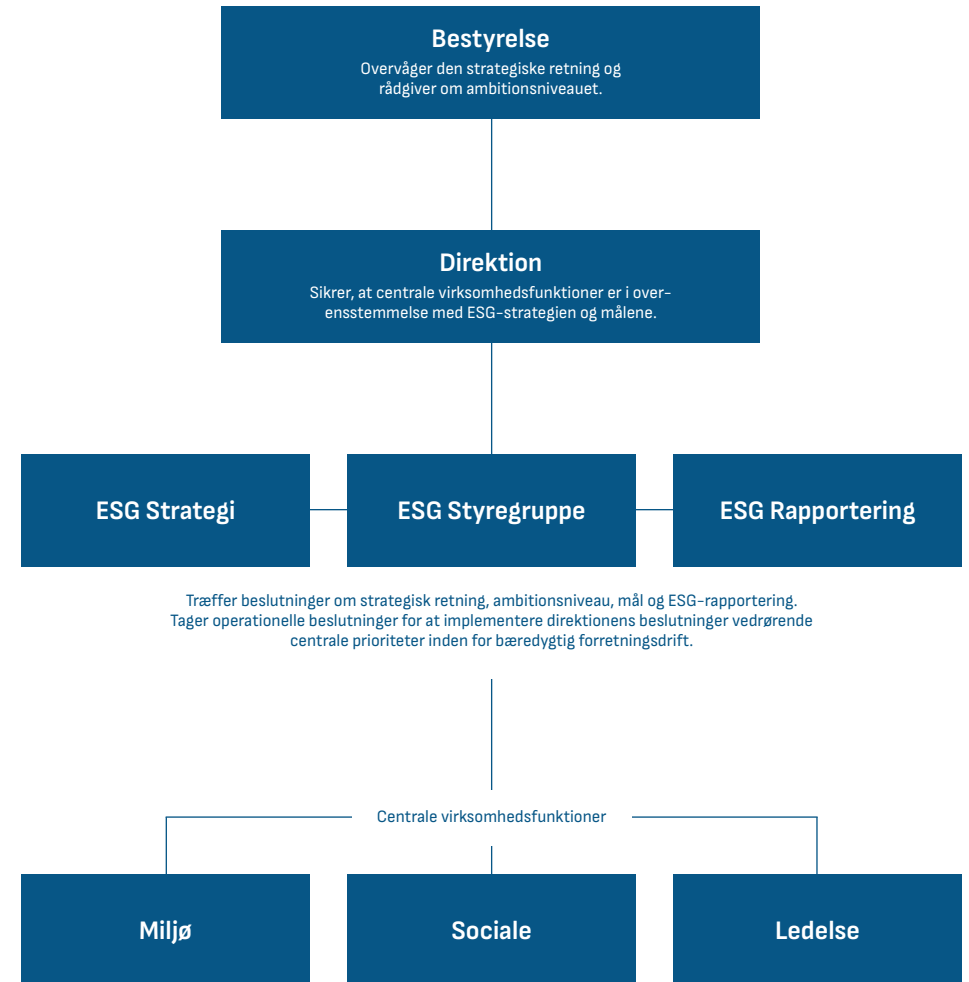 Bestyrelse
Overvåger den strategiske retning og
rådgiver om ambitionsniveauet.
Direktion
Sikrer, at centrale virksomhedsfunktioner er i over-
ensstemmelse med ESG-strategien og målene.
ESG Strategi
ESG Styregruppe
ESG Rapportering
Træffer beslutninger om strategisk retning, ambitionsniveau, mål og ESG-rapportering.
Tager operationelle beslutninger for at implementere direktionens beslutninger vedrørende
centrale prioriteter inden for bæredygtig forretningsdrift.
Centrale virksomhedsfunktioner
Miljø
Sociale
Ledelse